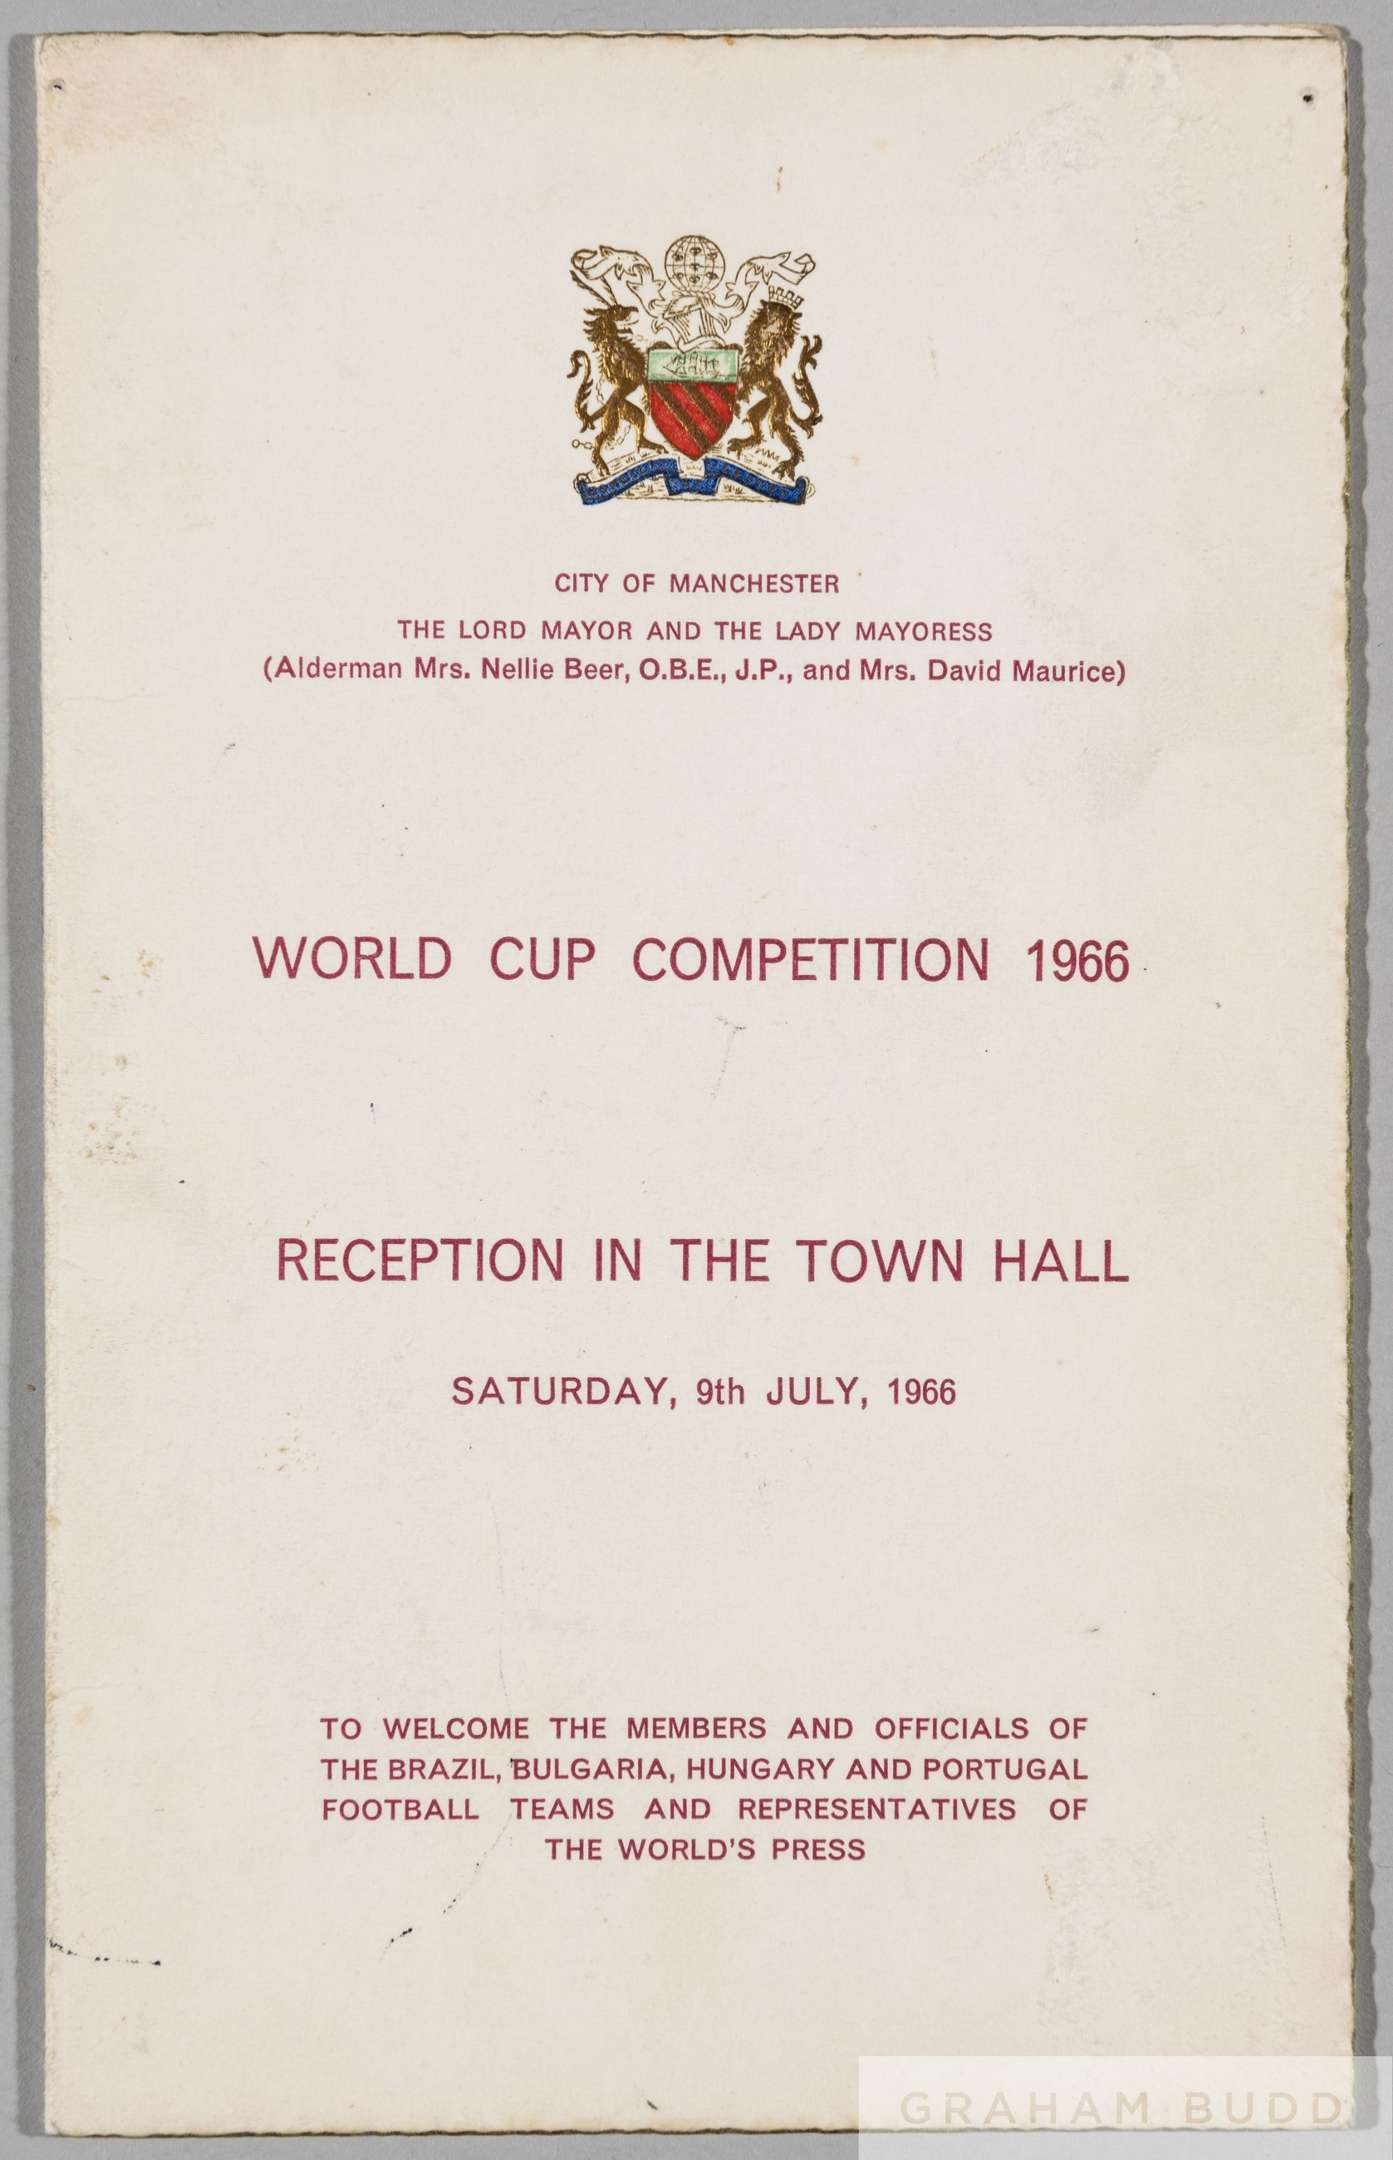 CITY OF MANCHESTER
THE LORD MAYOR AND THE LADY MAYORESS
(Alderman Mrs. Nellie Beer, O.B.E., J.P., and Mrs. David Maurice)
WORLD CUP COMPETITION 1966
RECEPTION IN THE TOWN HALL
SATURDAY, 9th JULY, 1966
TO WELCOME THE MEMBERS AND OFFICIALS OF
THE BRAZIL, BULGARIA, HUNGARY AND PORTUGAL
FOOTBALL TEAMS AND REPRESENTATIVES OF
THE WORLD'S PRESS
GRAHAM BUDD